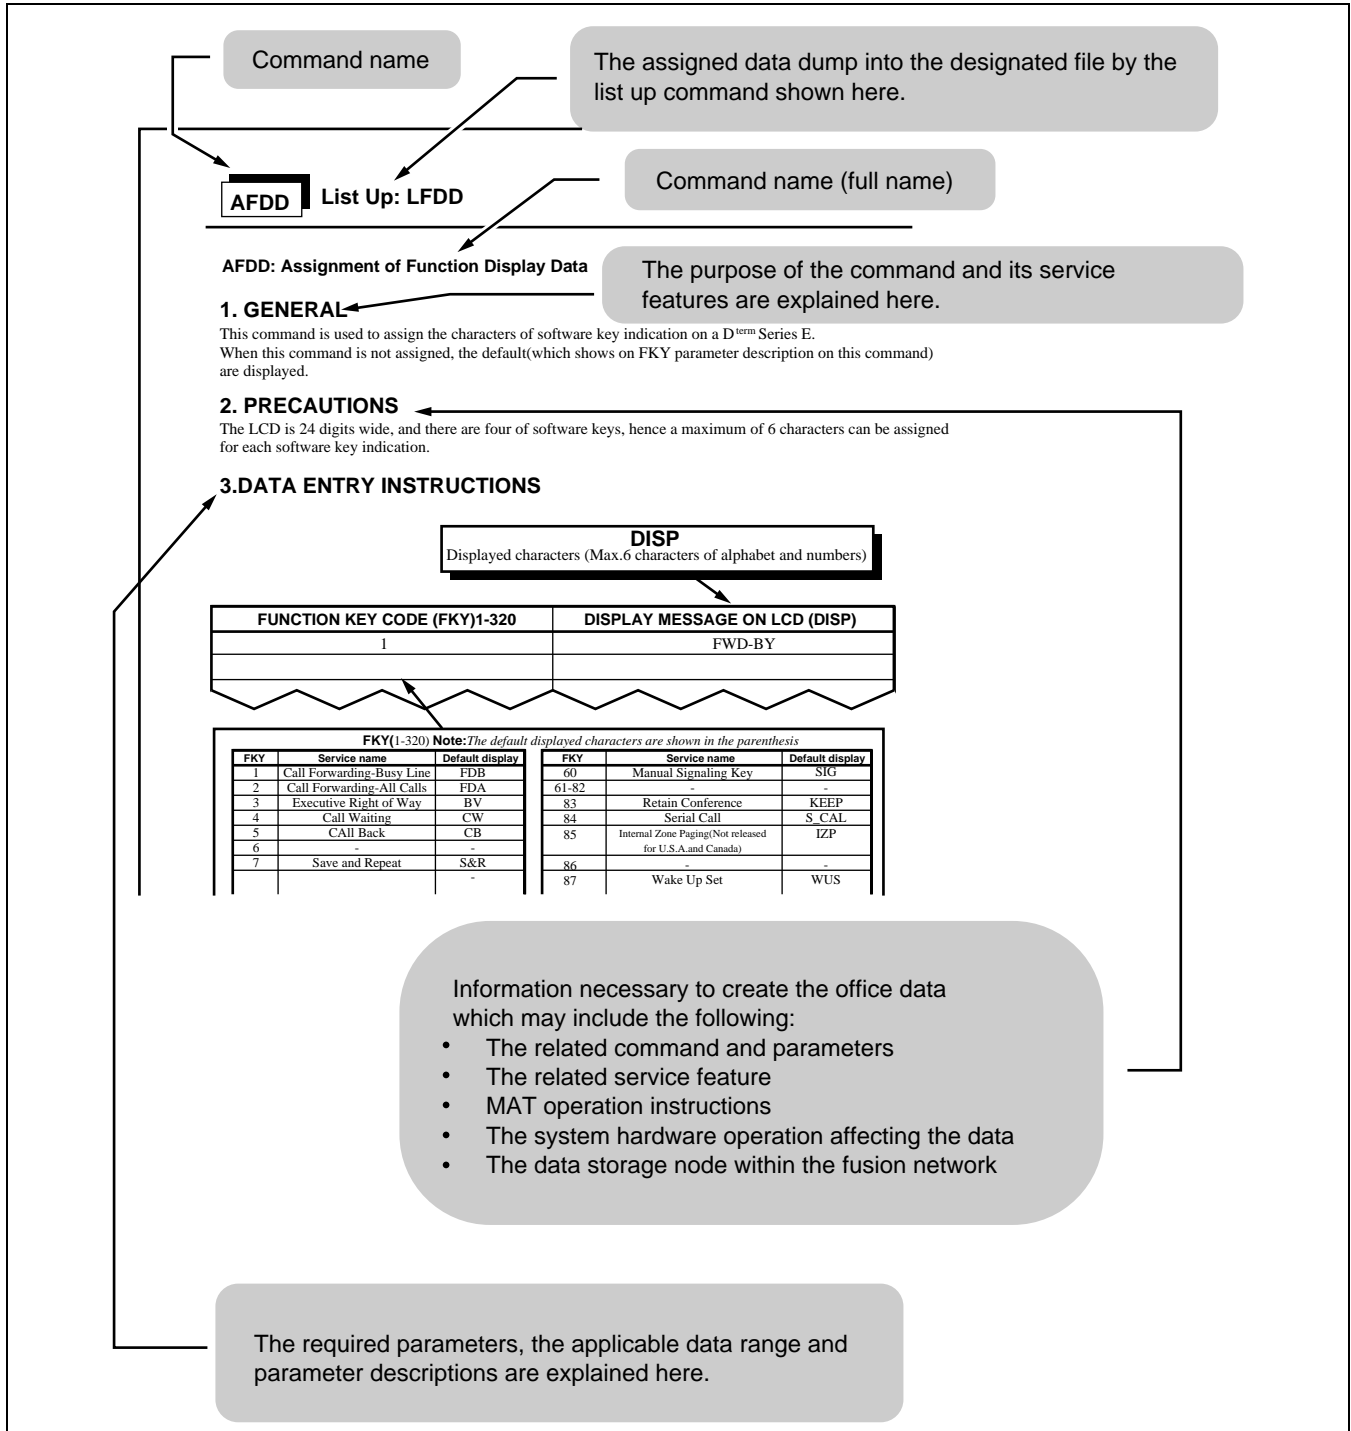 Command name
The assigned data dump into the designated file by the
list up command shown here.
AFDD List Up: LFDD
Command name (full name)
AFDD: Assignment of Function Display Data
The purpose of the command and its service
features are explained here.
1. GENERAL
This command is used to assign the characters of software key indication on a D term Series E.
When this command is not assigned, the default(which shows on FKY parameter description on this command)
are displayed.
2. PRECAUTIONS
The LCD is 24 digits wide, and there are four of software keys, hence a maximum of 6 characters can be assigned
for each software key indication.
3.DATA ENTRY INSTRUCTIONS
DISP
Displayed characters (Max.6 characters of alphabet and numbers)
FUNCTION KEY CODE (FKY)1-320 DISPLAY MESSAGE ON LCD (DISP)
1 FWD-BY
FKY(1-320) Note:The default displayed characters are shown in the parenthesis
FKY Service name Default display FKY Service name Default display
1 Call Forwarding-Busy Line FDB 60 Manual Signaling Key SIG
2 Call Forwarding-All Calls FDA 61-82 - -
3 Executive Right of Way BV 83 Retain Conference KEEP
4 Call Waiting CW 84 Serial Call S_CAL
5 CAll Back CB 85 Internal Zone Paging(Not released IZP
6 - - for U.S.A.and Canada)
7 Save and Repeat S&R 86 - -
- 87 Wake Up Set WUS
Information necessary to create the office data
which may include the following:
• The related command and parameters
• The related service feature
• MAT operation instructions
• The system hardware operation affecting the data
• The data storage node within the fusion network
The required parameters, the applicable data range and
parameter descriptions are explained here.